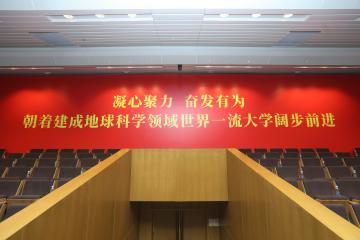 凝心聚力 奋发有为
朝着建成地球科学领域世界一流大学阔步前进